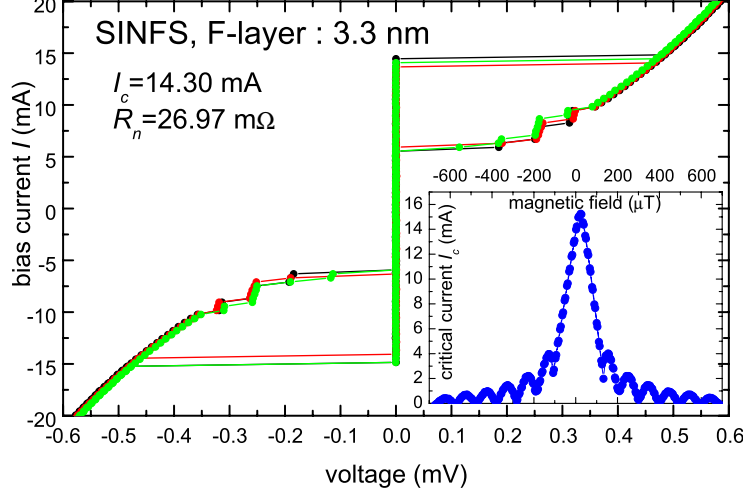 SINFS, F-layer : 3.3 nm
I_c=14.30 mA
R_n=26.97 mΩ
bias current I (mA)
20
15
10
5
0
-5
-10
-15
-20
-0.6 -0.5 -0.4 -0.3 -0.2 -0.1 0.0 0.1 0.2 0.3 0.4 0.5 0.6
voltage (mV)
-600 -400 -200 0 200 400 600
magnetic field (μT)
critical current I_c (mA)
16
14
12
10
8
6
4
2
0